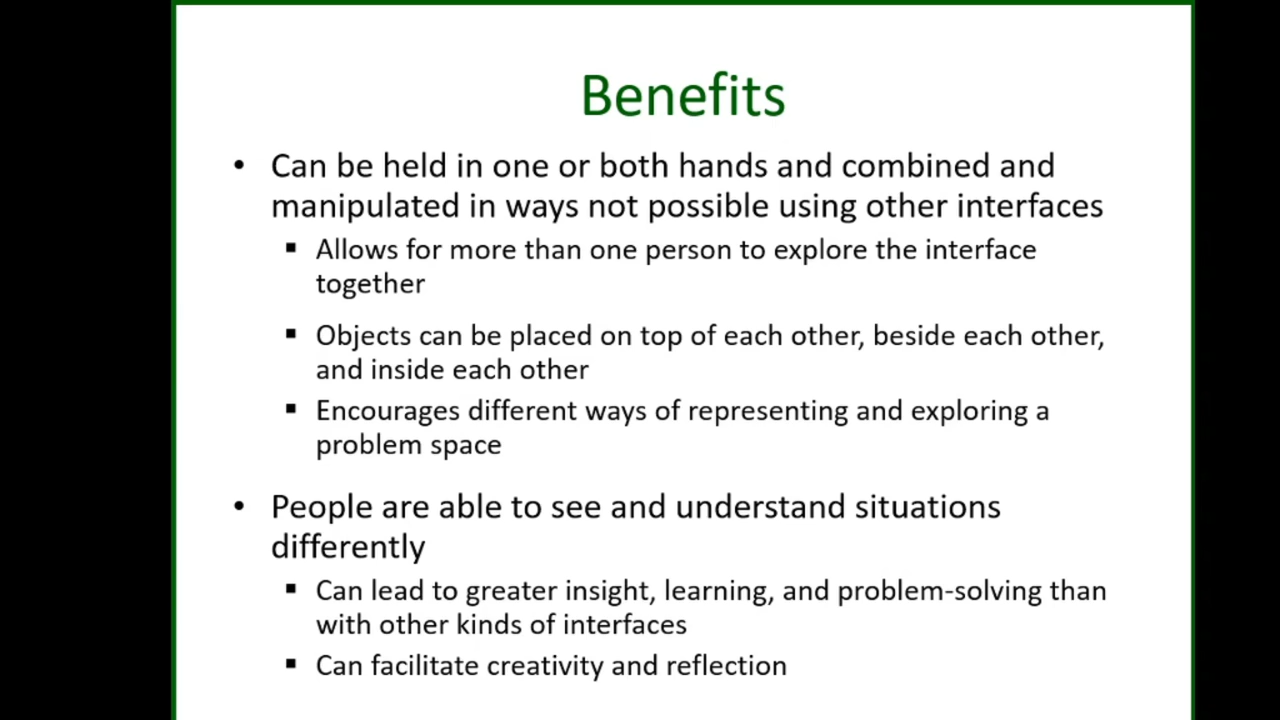 Benefits
• Can be held in one or both hands and combined and
manipulated in ways not possible using other interfaces
▪ Allows for more than one person to explore the interface
together
▪ Objects can be placed on top of each other, beside each other,
and inside each other
▪ Encourages different ways of representing and exploring a
problem space
• People are able to see and understand situations
differently
▪ Can lead to greater insight, learning, and problem-solving than
with other kinds of interfaces
▪ Can facilitate creativity and reflection